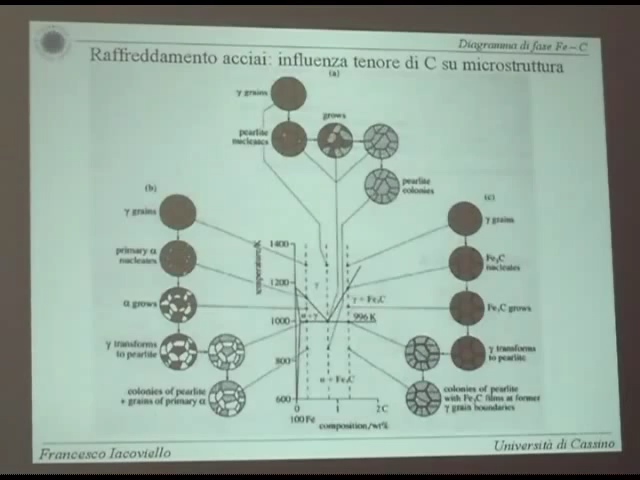 Diagramma di fase Fe – C
Raffreddamento acciai: influenza tenore di C su microstruttura
(a)
γ grains
grows
pearlite
nucleates
pearlite
colonies
(b)
γ grains
primary α
nucleates
α grows
γ transforms
to pearlite
colonies of pearlite
+ grains of primary α
(c)
γ grains
Fe₃C
nucleates
Fe₃C grows
γ transforms
to pearlite
colonies of pearlite
with Fe₃C films at former
γ grain boundaries
temperature/K
1400
1200
1000
800
600
γ
α + γ
γ + Fe₃C
996 K
α + Fe₃C
0 1 2 C
100 Fe
composition/wt%
Francesco Iacoviello
Università di Cassino